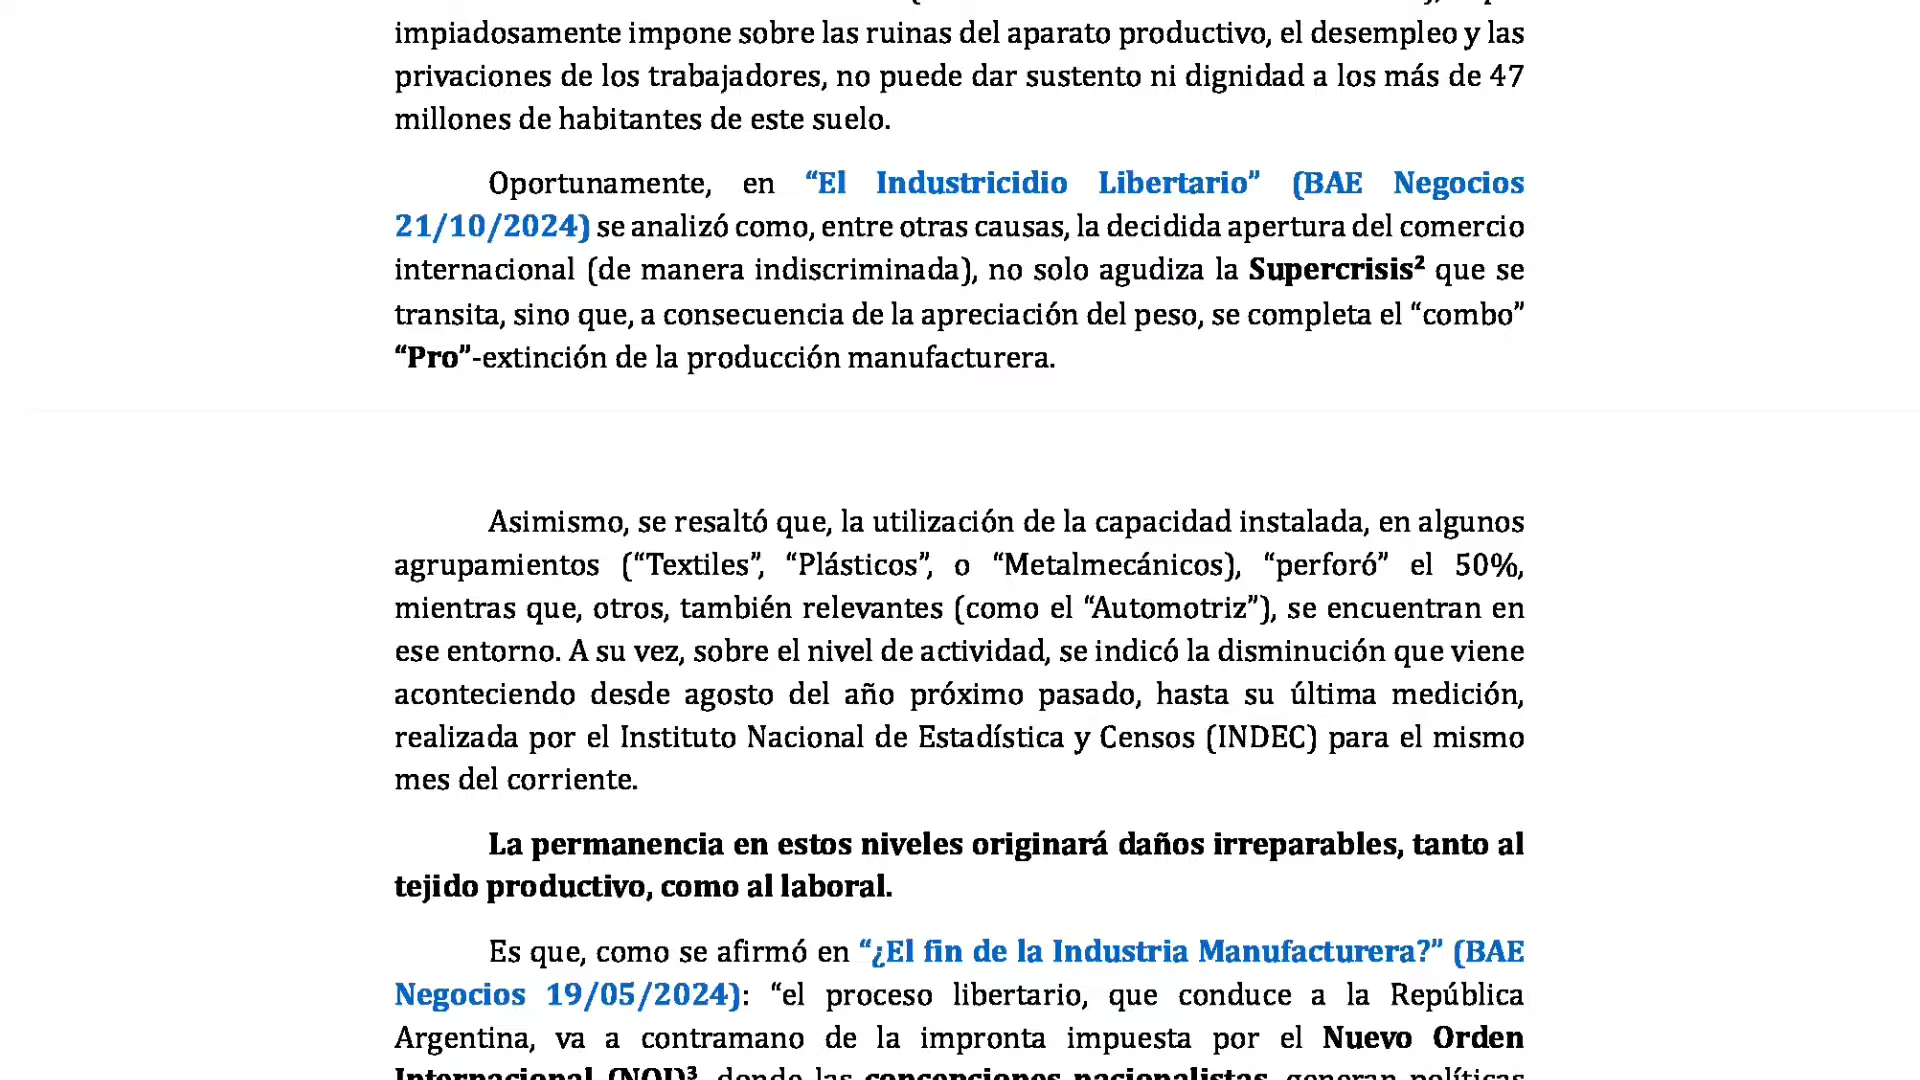 impiadosamente impone sobre las ruinas del aparato productivo, el desempleo y las
privaciones de los trabajadores, no puede dar sustento ni dignidad a los más de 47
millones de habitantes de este suelo.
Oportunamente, en “El Industricidio Libertario” (BAE Negocios
21/10/2024) se analizó como, entre otras causas, la decidida apertura del comercio
internacional (de manera indiscriminada), no solo agudiza la Supercrisis² que se
transita, sino que, a consecuencia de la apreciación del peso, se completa el “combo”
“Pro”-extinción de la producción manufacturera.
Asimismo, se resaltó que, la utilización de la capacidad instalada, en algunos
agrupamientos (“Textiles”, “Plásticos”, o “Metalmecánicos), “perforó” el 50%,
mientras que, otros, también relevantes (como el “Automotriz”), se encuentran en
ese entorno. A su vez, sobre el nivel de actividad, se indicó la disminución que viene
aconteciendo desde agosto del año próximo pasado, hasta su última medición,
realizada por el Instituto Nacional de Estadística y Censos (INDEC) para el mismo
mes del corriente.
La permanencia en estos niveles originará daños irreparables, tanto al
tejido productivo, como al laboral.
Es que, como se afirmó en “¿El fin de la Industria Manufacturera?” (BAE
Negocios 19/05/2024): “el proceso libertario, que conduce a la República
Argentina, va a contramano de la impronta impuesta por el Nuevo Orden
Internacional (NOI)³, donde las concepciones nacionalistas generan políticas